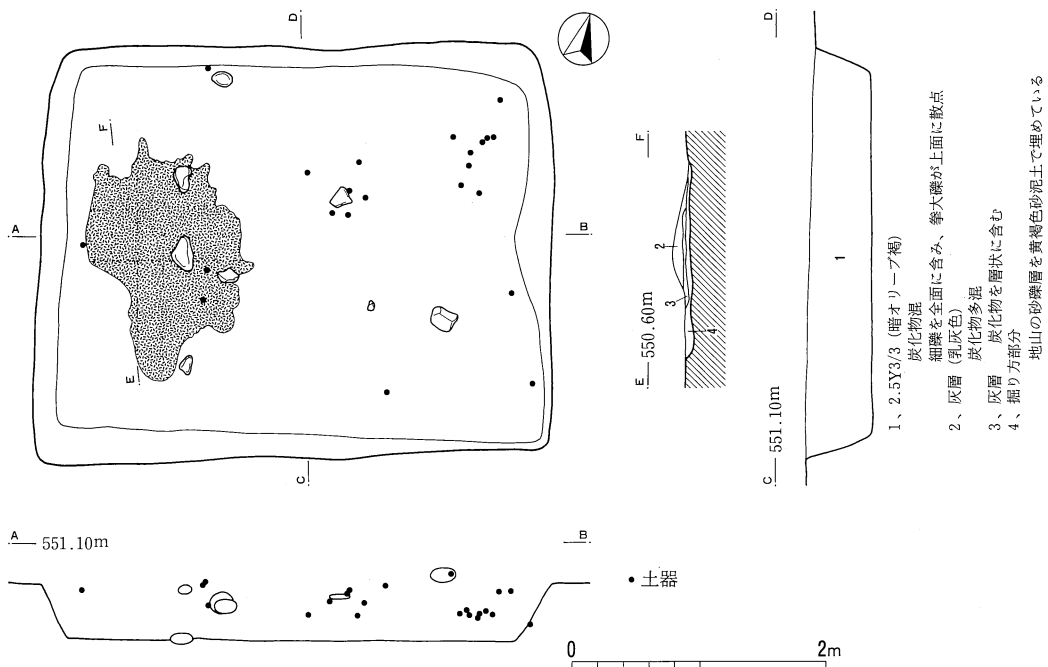 D
F
E
A
B
C
F
2
3
4
E 550.60m
D
1
C 551.10m
1、2.5Y3/3（暗オリーブ褐）
炭化物混
細礫を全面に含み、拳大礫が上面に散点
2、灰層（乳灰色）
炭化物多混
3、灰層　炭化物を層状に含む
4、掘り方部分
地山の砂礫層を黄褐色砂泥土で埋めている
A 551.10m
B
土器
0 2m